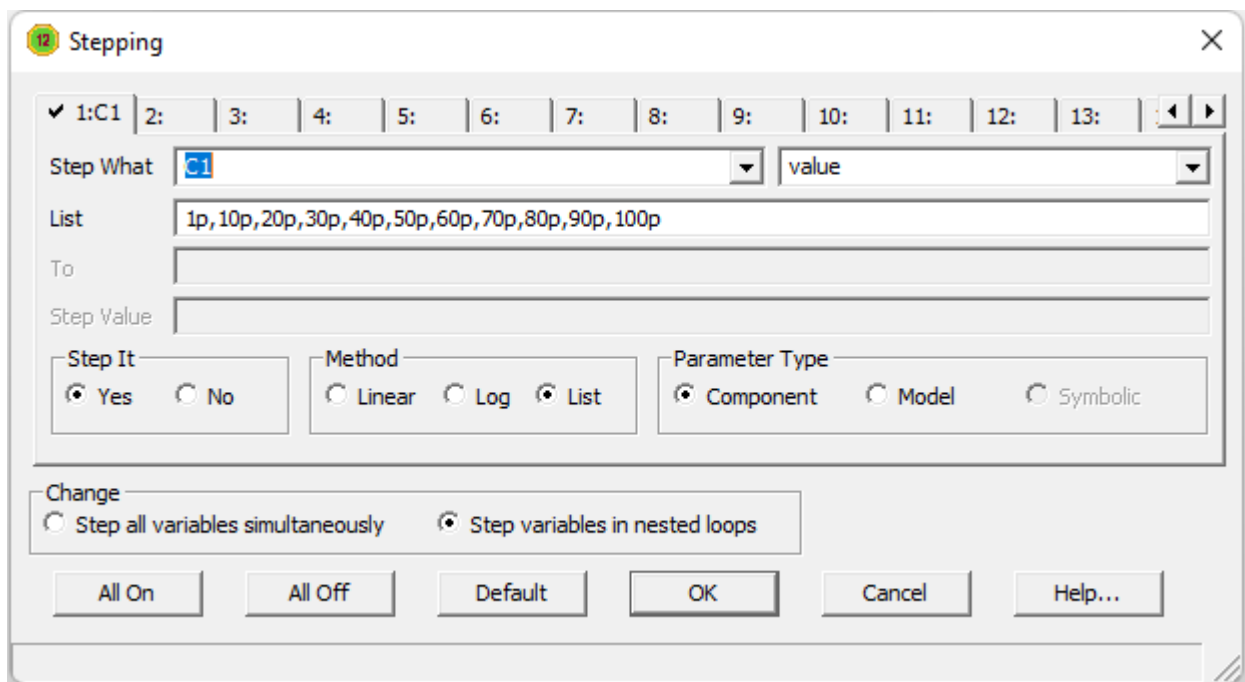 12 Stepping
1:C1 2: 3: 4: 5: 6: 7: 8: 9: 10: 11: 12: 13:
Step What C1 value
List 1p,10p,20p,30p,40p,50p,60p,70p,80p,90p,100p
To
Step Value
Step It Method Parameter Type
Yes No Linear Log List Component Model Symbolic
Change
Step all variables simultaneously Step variables in nested loops
All On All Off Default OK Cancel Help...